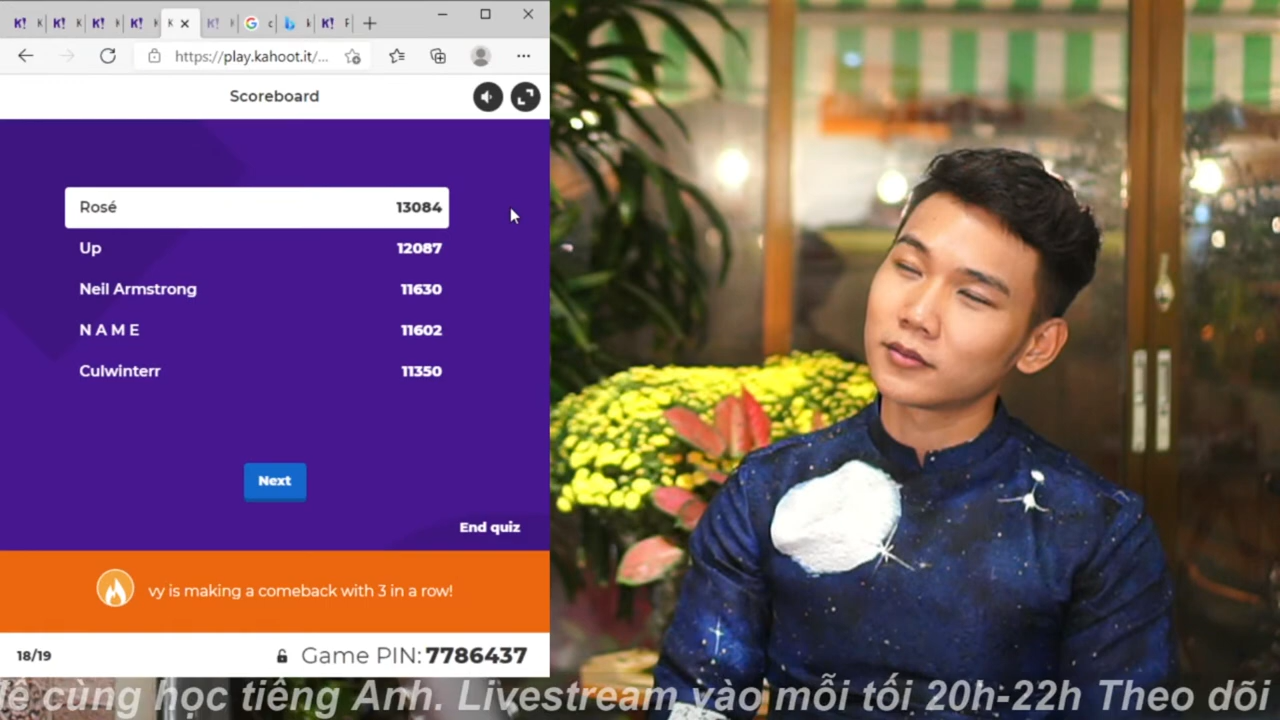 https://play.kahoot.it/...
Scoreboard
Rosé 13084
Up 12087
Neil Armstrong 11630
N A M E 11602
Culwinterr 11350
Next
End quiz
vy is making a comeback with 3 in a row!
18/19
Game PIN: 7786437
cùng học tiếng Anh. Livestream vào mỗi tối 20h-22h Theo dõi